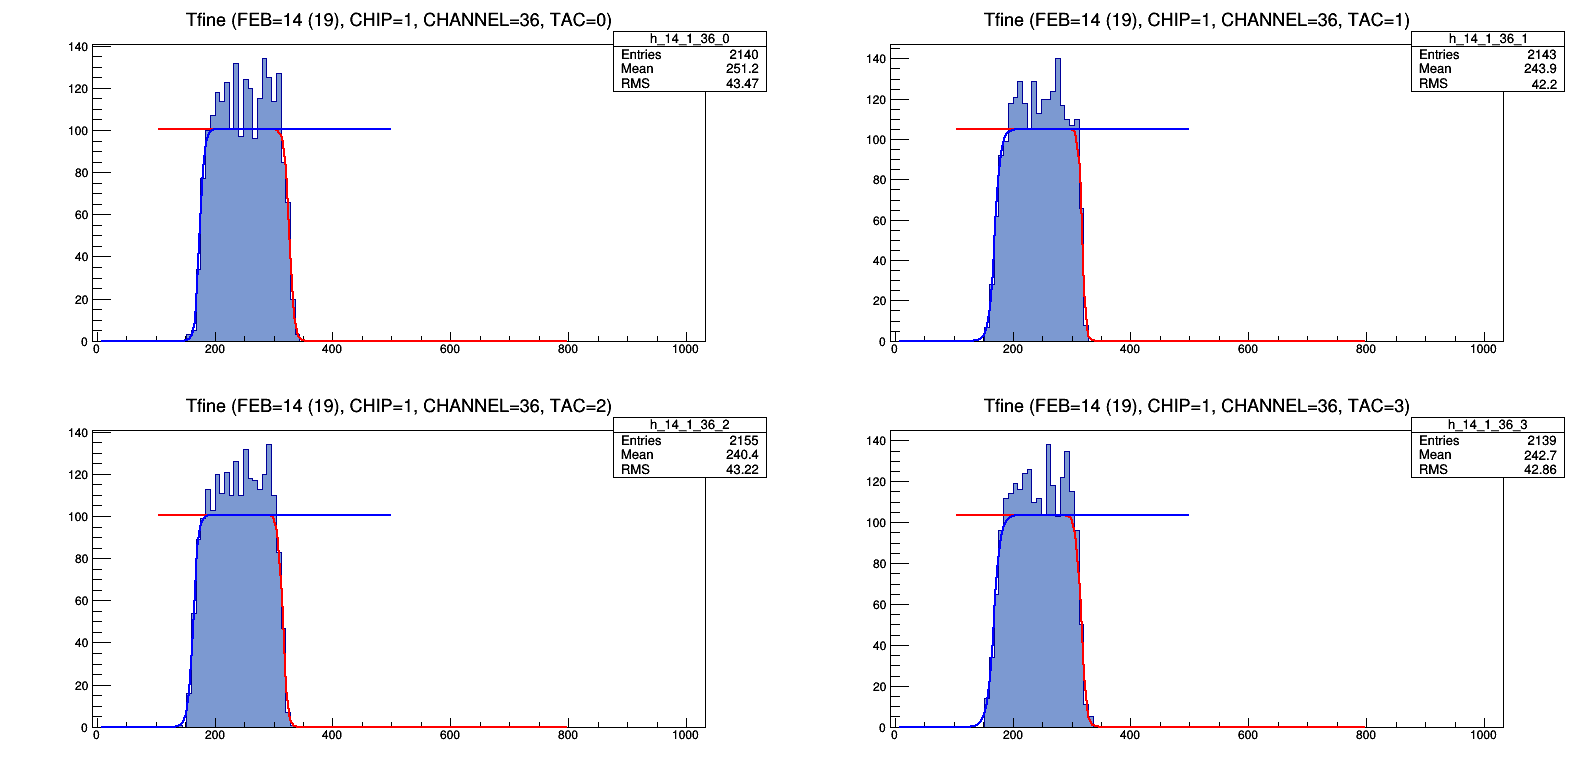 Tfine (FEB=14 (19), CHIP=1, CHANNEL=36, TAC=0)
h_14_1_36_0
Entries 2140
Mean 251.2
RMS 43.47
140
120
100
80
60
40
20
0
0 200 400 600 800 1000
Tfine (FEB=14 (19), CHIP=1, CHANNEL=36, TAC=1)
h_14_1_36_1
Entries 2143
Mean 243.9
RMS 42.2
140
120
100
80
60
40
20
0
0 200 400 600 800 1000
Tfine (FEB=14 (19), CHIP=1, CHANNEL=36, TAC=2)
h_14_1_36_2
Entries 2155
Mean 240.4
RMS 43.22
140
120
100
80
60
40
20
0
0 200 400 600 800 1000
Tfine (FEB=14 (19), CHIP=1, CHANNEL=36, TAC=3)
h_14_1_36_3
Entries 2139
Mean 242.7
RMS 42.86
140
120
100
80
60
40
20
0
0 200 400 600 800 1000